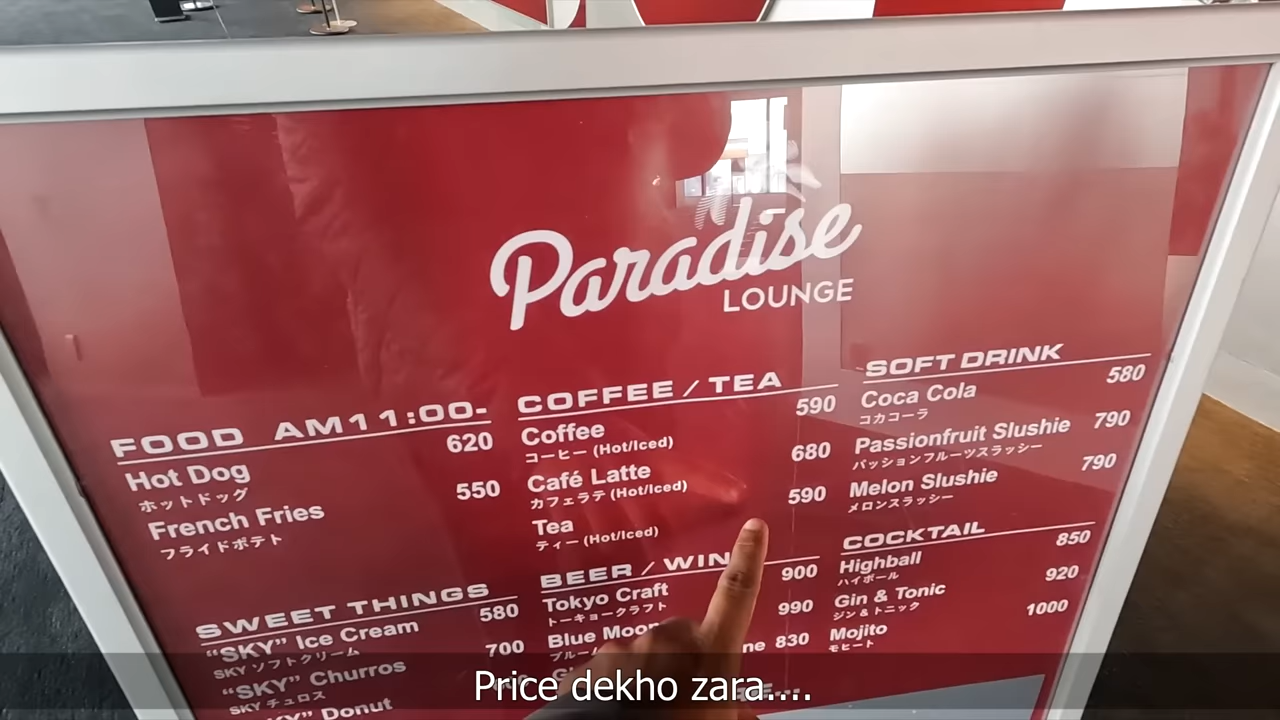 Paradise
LOUNGE
FOOD AM11:00-
Hot Dog 620
ホットドッグ
French Fries 550
フライドポテト
SWEET THINGS
“SKY” Ice Cream 580
SKY ソフトクリーム
“SKY” Churros 700
SKY チュロス
Donut
COFFEE / TEA
Coffee 590
コーヒー (Hot/Iced)
Café Latte 680
カフェラテ (Hot/Iced)
Tea 590
ティー (Hot/Iced)
BEER / WIN
Tokyo Craft 900
トーキョークラフト
Blue Moon 990
ne 830
SOFT DRINK
Coca Cola 580
コカコーラ
Passionfruit Slushie 790
パッションフルーツスラッシー
Melon Slushie 790
メロンスラッシー
COCKTAIL
Highball 850
ハイボール
Gin & Tonic 920
ジン&トニック
Mojito 1000
モヒート
Price dekho zara....